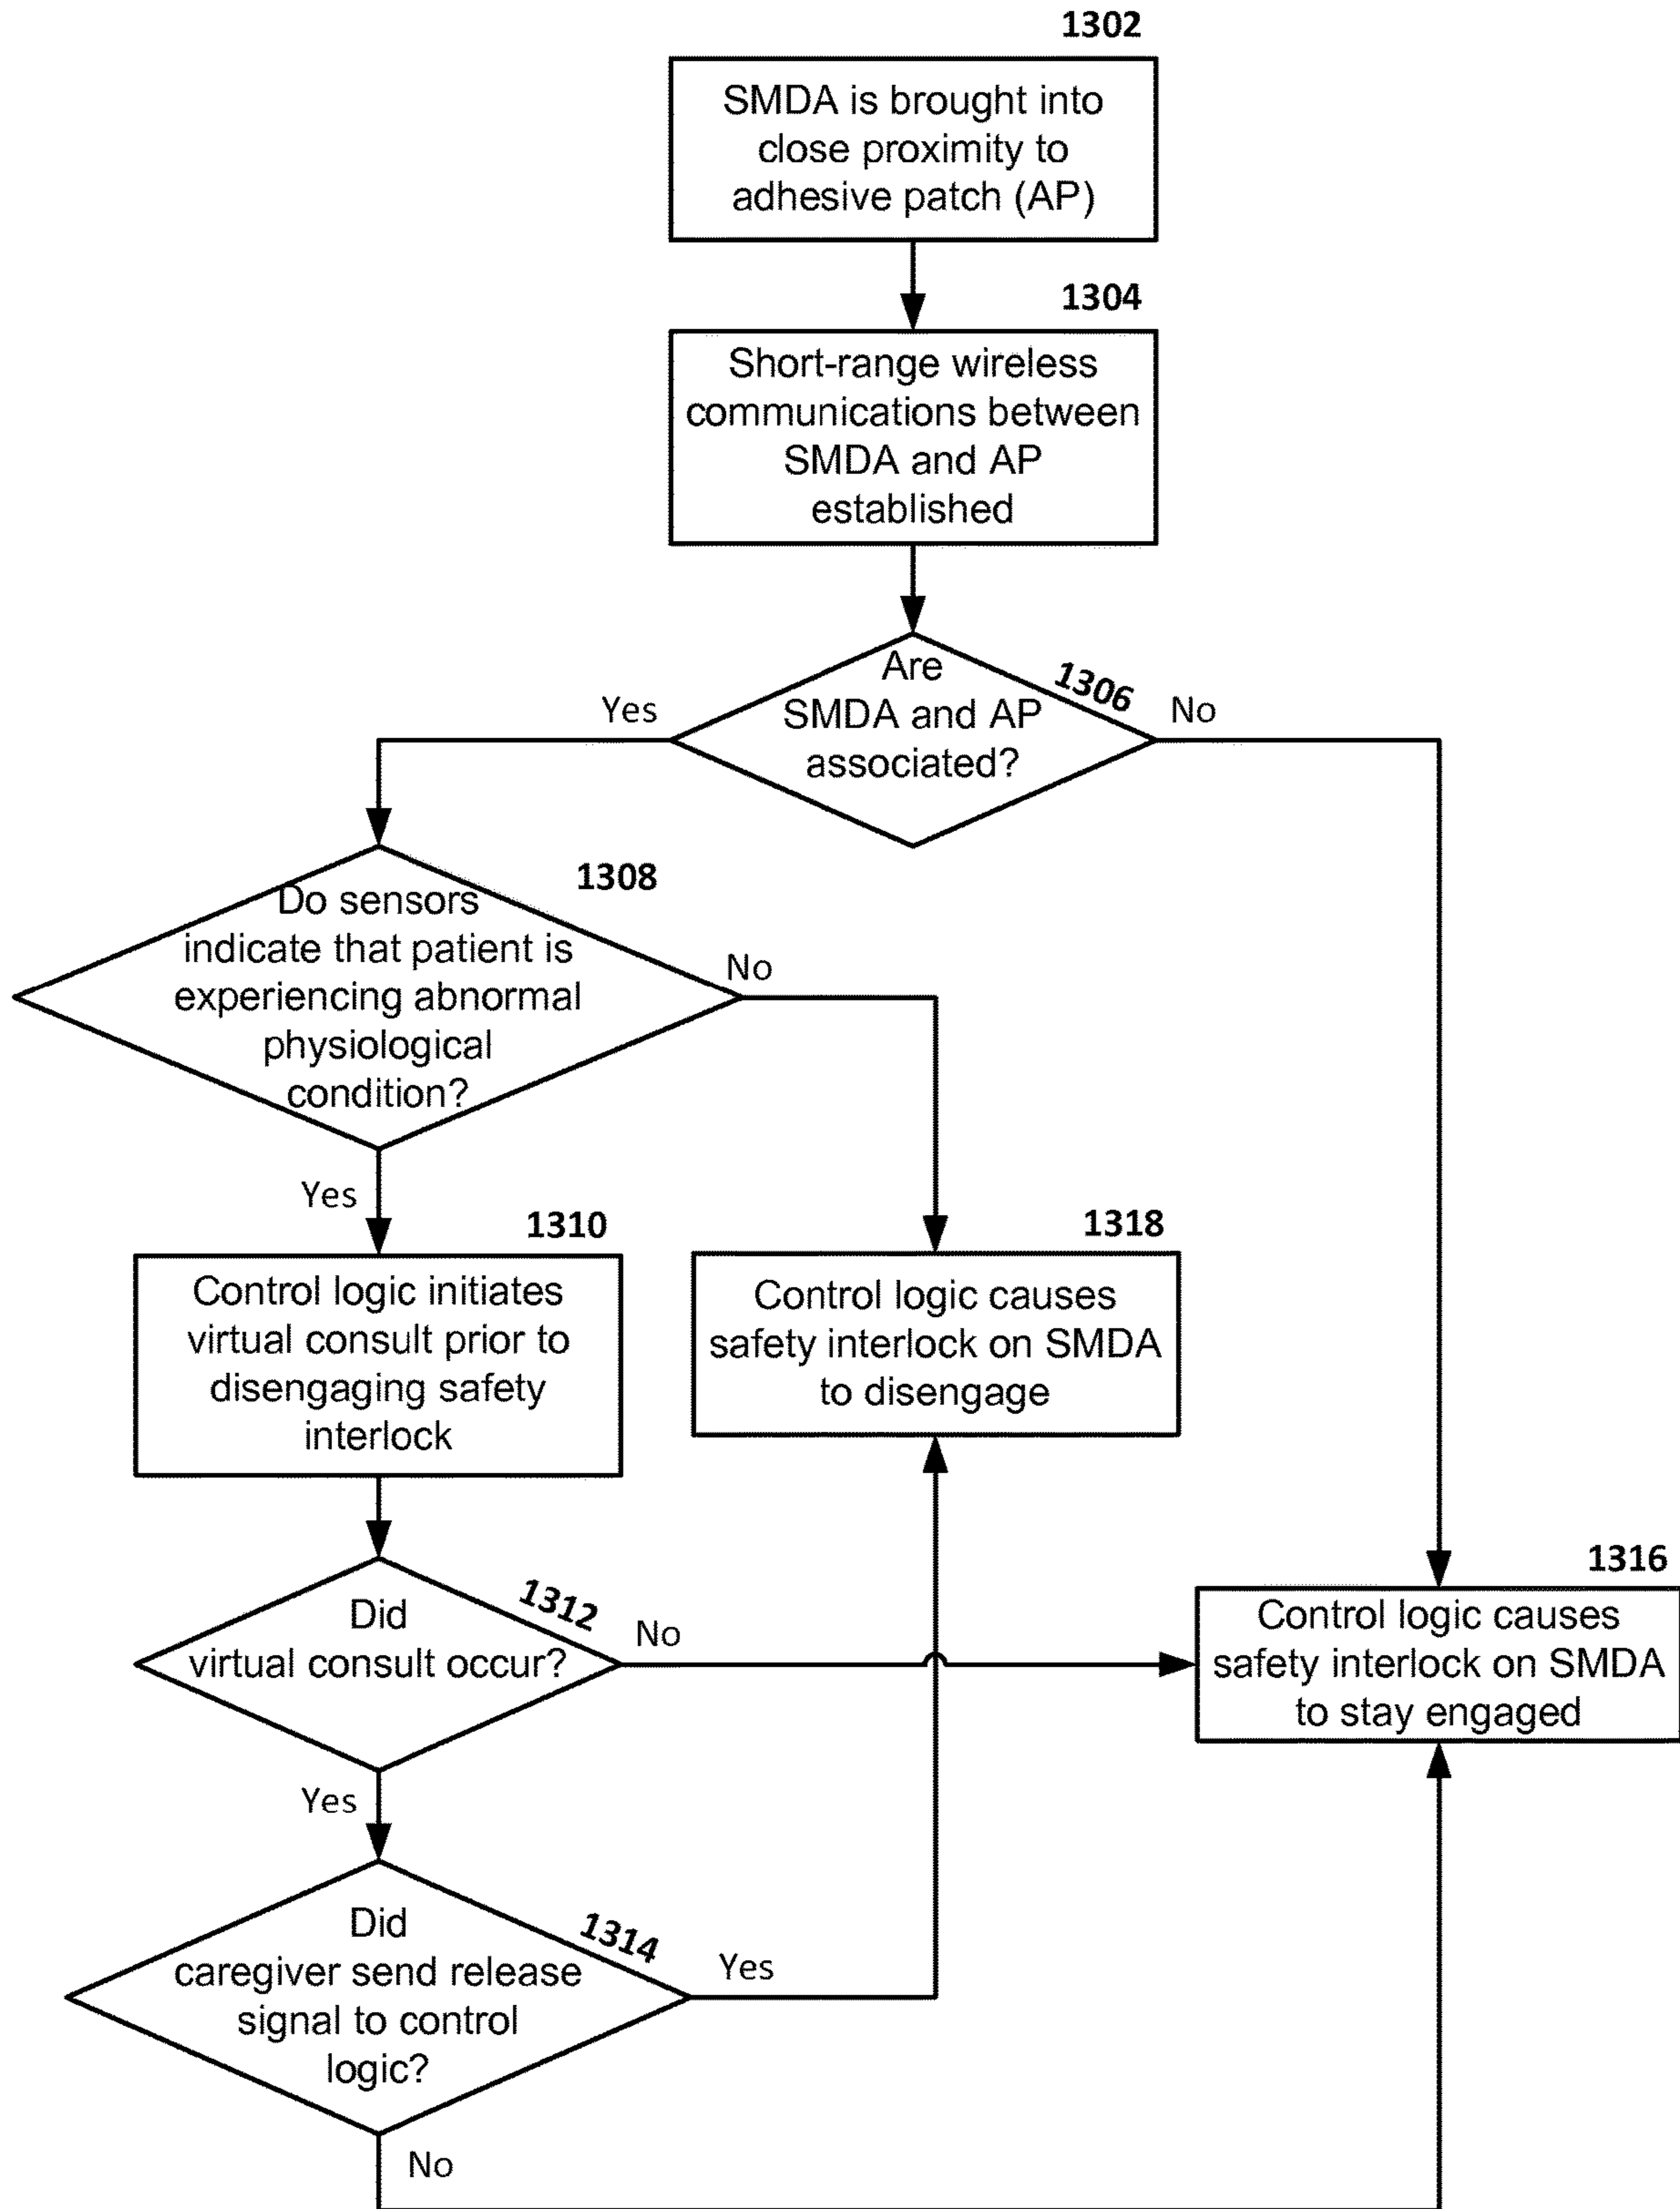 1302
SMDA is brought into
close proximity to
adhesive patch (AP)
1304
Short-range wireless
communications between
SMDA and AP
established
Are
SMDA and AP
associated?
1306
Yes
No
1308
Do sensors
indicate that patient is
experiencing abnormal
physiological
condition?
No
Yes
1310
Control logic initiates
virtual consult prior to
disengaging safety
interlock
1318
Control logic causes
safety interlock on SMDA
to disengage
1312
Did
virtual consult occur?
No
1316
Control logic causes
safety interlock on SMDA
to stay engaged
Yes
1314
Did
caregiver send release
signal to control
logic?
Yes
No